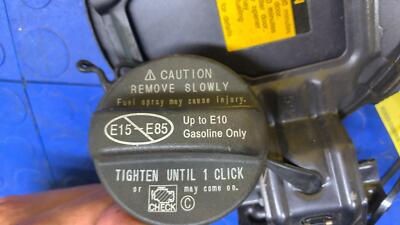 ⚠ CAUTION
REMOVE SLOWLY
Fuel spray may cause injury.
E15-E85
Up to E10
Gasoline Only
TIGHTEN UNTIL 1 CLICK
or CHECK may come on.
©